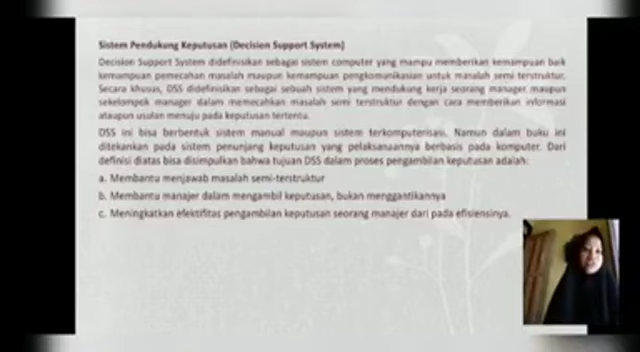 Sistem Pendukung Keputusan (Decision Support System)
Decision Support System didefinisikan sebagai sistem computer yang mampu memberikan kemampuan baik
kemampuan pemecahan masalah maupun kemampuan pengkomunikasian untuk masalah semi terstruktur.
Secara khusus, DSS didefinisikan sebagai sebuah sistem yang mendukung kerja seorang manager maupun
sekelompok manager dalam memecahkan masalah semi terstruktur dengan cara memberikan informasi
ataupun usulan menuju pada keputusan tertentu.
DSS ini bisa berbentuk sistem manual maupun sistem terkomputerisasi. Namun dalam buku ini
ditekankan pada sistem penunjang keputusan yang pelaksanaannya berbasis pada komputer. Dari
definisi diatas bisa disimpulkan bahwa tujuan DSS dalam proses pengambilan keputusan adalah:
a. Membantu menjawab masalah semi-terstruktur
b. Membantu manajer dalam mengambil keputusan, bukan menggantikannya
c. Meningkatkan efektifitas pengambilan keputusan seorang manajer dari pada efisiensinya.